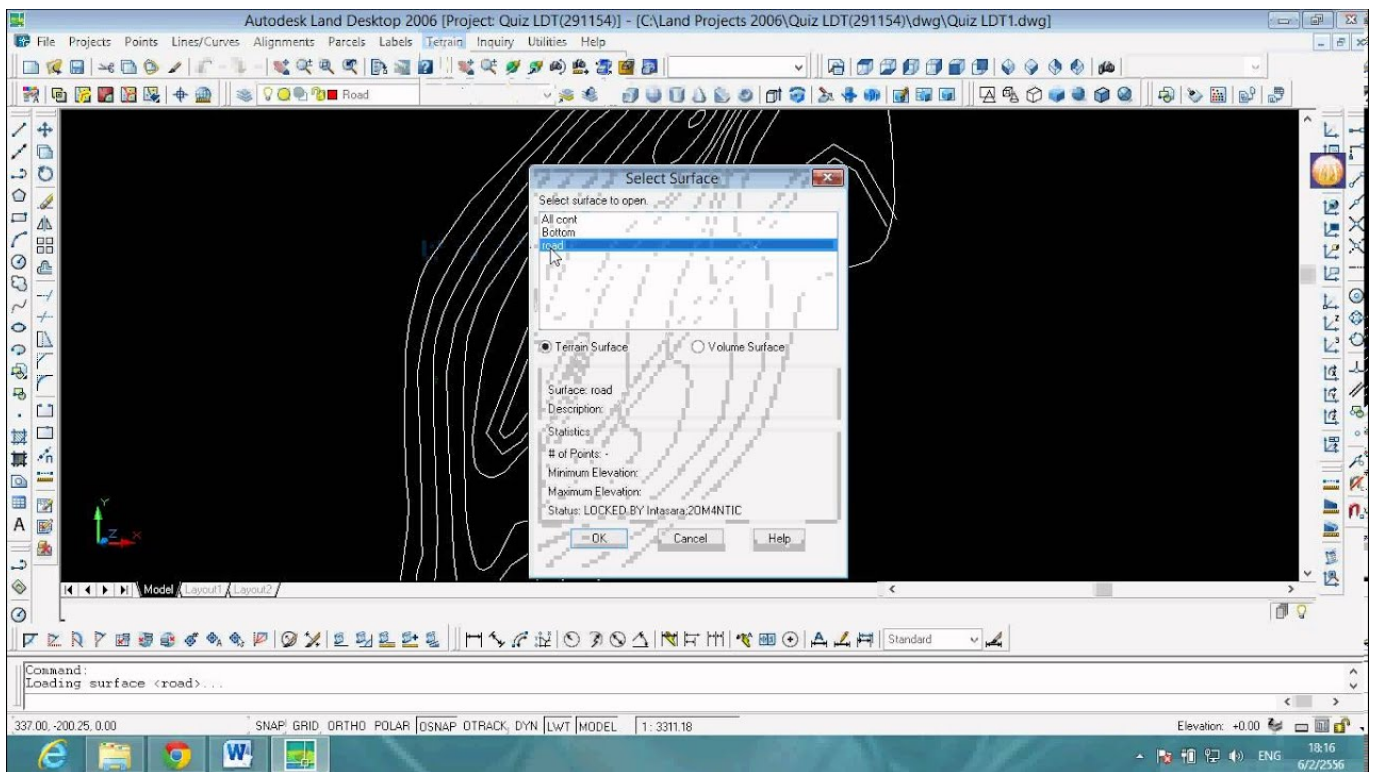 Autodesk Land Desktop 2006 [Project: Quiz LDT(291154)] - [C:\Land Projects 2006\Quiz LDT(291154)\dwg\Quiz LDT1.dwg]
File Projects Points Lines/Curves Alignments Parcels Labels Terrain Inquiry Utilities Help
Road
Select Surface
Select surface to open.
All cont
Bottom
road
Terrain Surface Volume Surface
Surface: road
Description:
Statistics
# of Points: -
Minimum Elevation:
Maximum Elevation:
Status: LOCKED BY Intasara;20M4NTIC
OK Cancel Help
Y
Z X
Model Layout1 Layout2
Standard
Command:
Loading surface <road>...
337.00, -200.25, 0.00 SNAP GRID ORTHO POLAR OSNAP OTRACK DYN LWT MODEL 1: 3311.18 Elevation: +0.00
ENG 18:16
6/2/2556